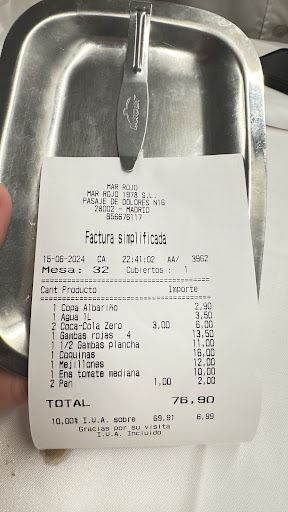 MAR ROJO
MAR ROJO 1978 S.L.
PASAJE DE DOLORES N16
28002 - MADRID
656676117
Factura simplificada
15-06-2024 CA 22:41:02 AA/ 3962
Mesa: 32 Cubiertos: 1
Cant Producto Importe
1 Copa Albariño 2,90
1 Agua 1L 3,50
2 Coca-Cola Zero 3,00 6,00
1 Gambas rojas 4 13,50
1 1/2 Gambas plancha 11,00
1 Coquinas 16,00
1 Mejillones 12,00
1 Ens tomate mediana 10,00
2 Pan 1,00 2,00
TOTAL 76,90
10,00% I.V.A. sobre 69,91 6,99
Gracias por su visita
I.V.A. Incluido